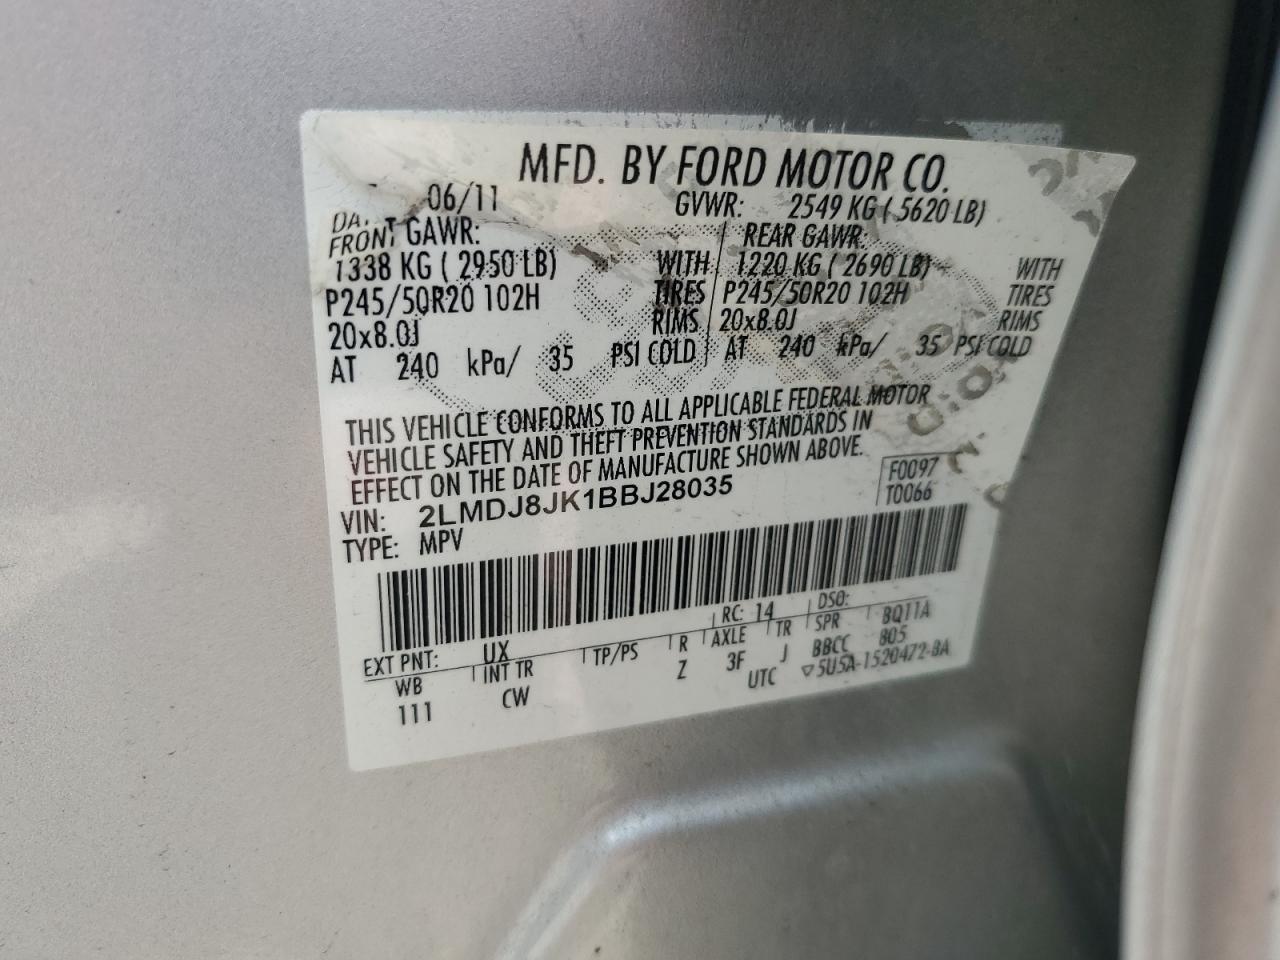 MFD. BY FORD MOTOR CO.
06/11 GVWR: 2549 KG ( 5620 LB)
FRONT GAWR: REAR GAWR:
1338 KG ( 2950 LB) WITH 1220 KG ( 2690 LB) WITH
P245/50R20 102H TIRES P245/50R20 102H TIRES
20x8.0J RIMS 20x8.0J RIMS
AT 240 kPa/ 35 PSI COLD AT 240 kPa/ 35 PSI COLD
THIS VEHICLE CONFORMS TO ALL APPLICABLE FEDERAL MOTOR
VEHICLE SAFETY AND THEFT PREVENTION STANDARDS IN
EFFECT ON THE DATE OF MANUFACTURE SHOWN ABOVE.
F0097
T0066
VIN: 2LMDJ8JK1BBJ28035
TYPE: MPV
EXT PNT: UX RC: 14 DSO:
WB INT TR TP/PS R AXLE TR SPR BQ11A
111 CW Z 3F J BBCC 805
UTC ▽5U5A-1520472-BA